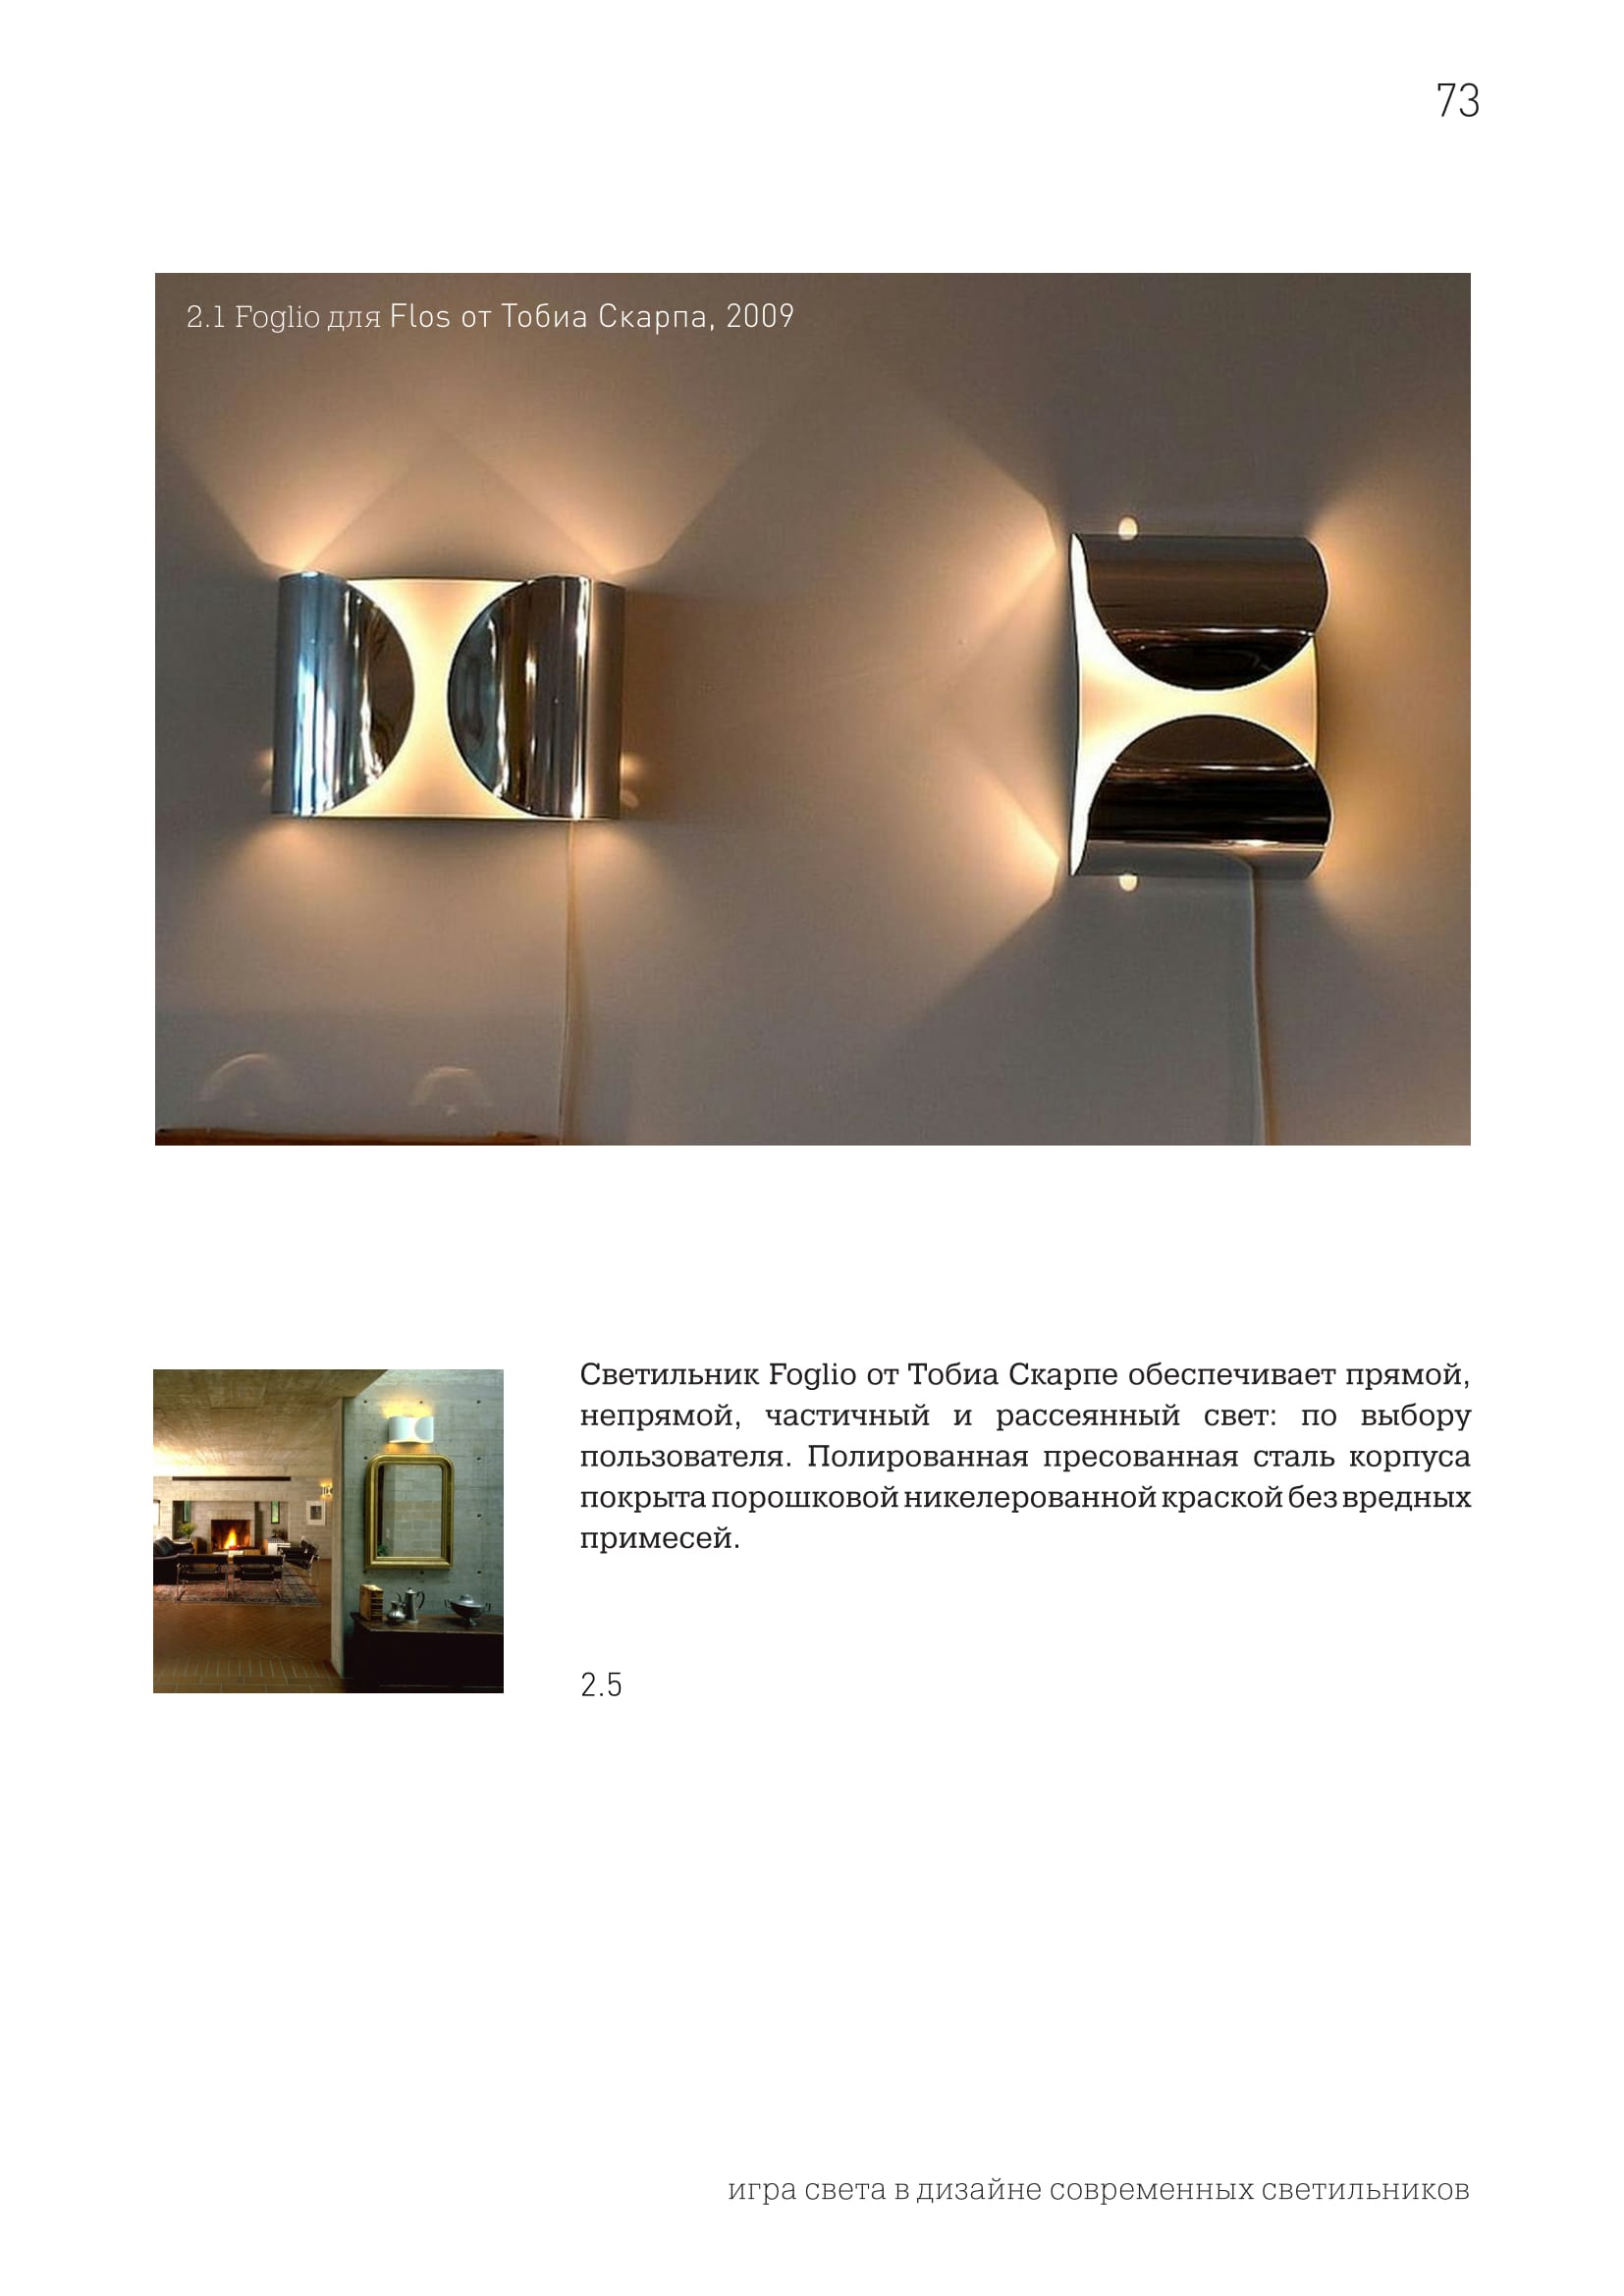 73
2.1 Foglio для Flos от Тобиа Скарпа, 2009
Светильник Foglio от Тобиа Скарпе обеспечивает прямой,
непрямой, частичный и рассеянный свет: по выбору
пользователя. Полированная пресованная сталь корпуса
покрыта порошковой никелерованной краской без вредных
примесей.
2.5
игра света в дизайне современных светильников